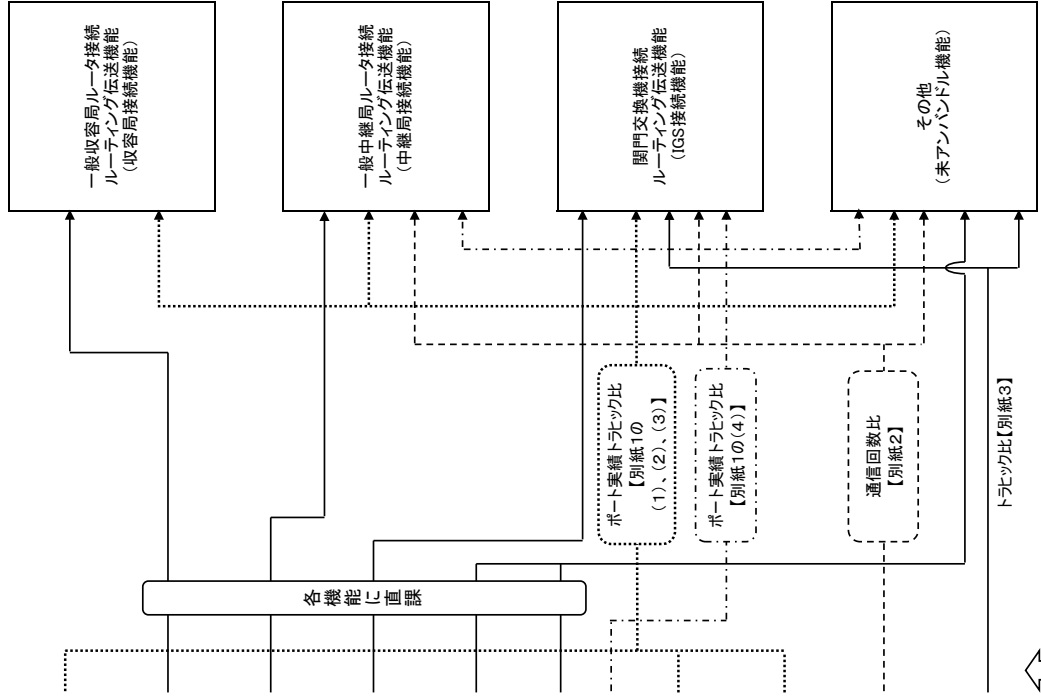 一般収容局ルータ接続
ルーティング伝送機能
(収容局接続機能)
一般中継局ルータ接続
ルーティング伝送機能
(中継局接続機能)
関門交換機接続
ルーティング伝送機能
(IGS接続機能)
その他
(未アンバンドル機能)
ポート実績トラヒック比
【別紙1の
(1)、(2)、(3)】
ポート実績トラヒック比
【別紙1の(4)】
通信回数比
【別紙2】
トラヒック比【別紙3】
各機能に直課